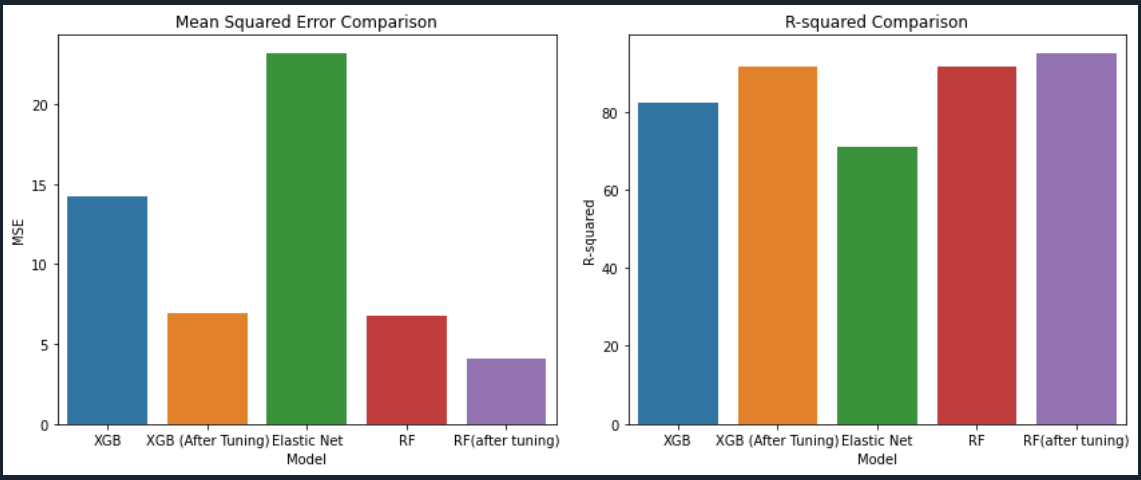 Mean Squared Error Comparison
MSE
20
15
10
5
0
XGB
XGB (After Tuning)
Elastic Net
RF
RF(after tuning)
Model
R-squared Comparison
R-squared
80
60
40
20
0
XGB
XGB (After Tuning)
Elastic Net
RF
RF(after tuning)
Model